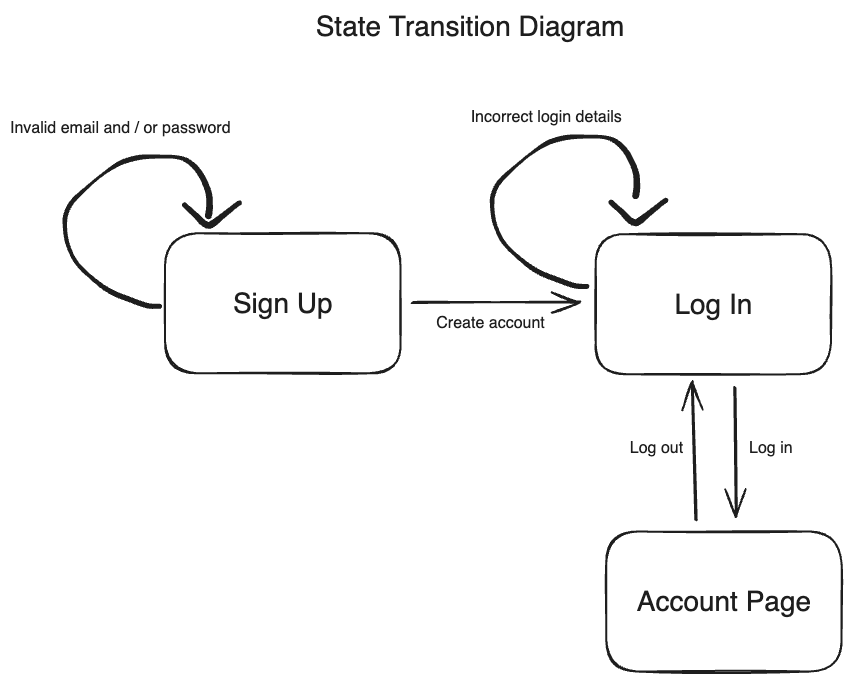 State Transition Diagram
Invalid email and / or password
Incorrect login details
Sign Up
Create account
Log In
Log out
Log in
Account Page